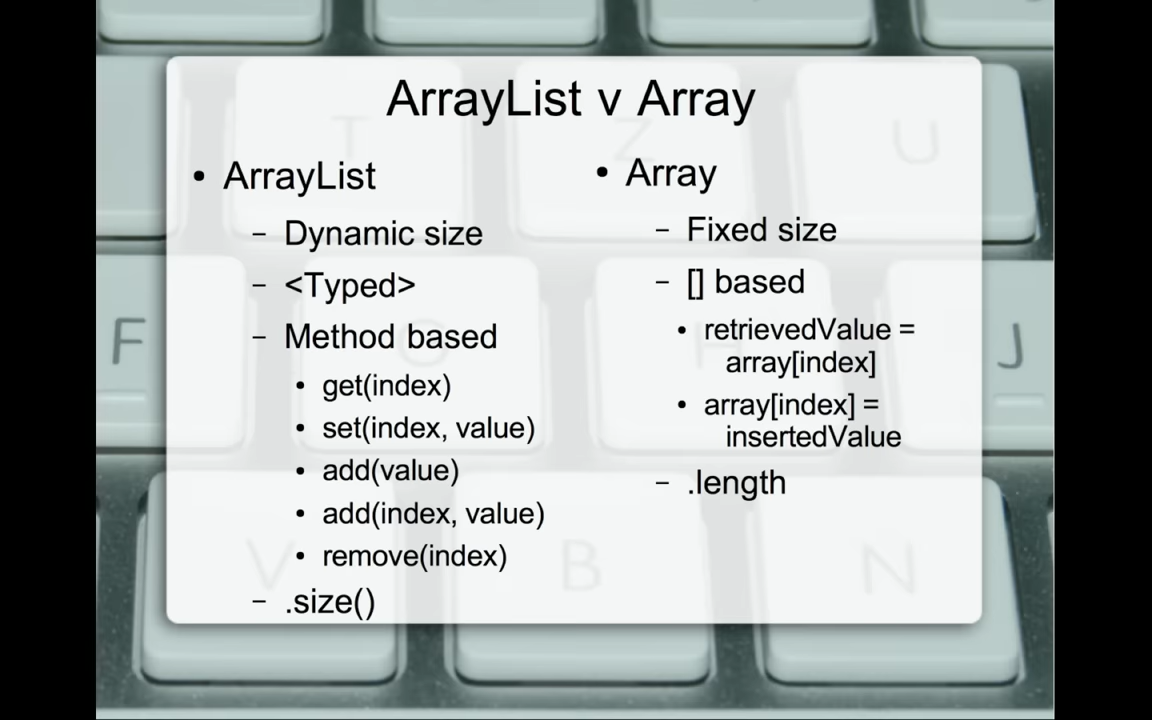 ArrayList v Array
• ArrayList
– Dynamic size
– <Typed>
– Method based
• get(index)
• set(index, value)
• add(value)
• add(index, value)
• remove(index)
– .size()
• Array
– Fixed size
– [] based
• retrievedValue =
array[index]
• array[index] =
insertedValue
– .length
T
Z
U
F
G
H
J
V
B
N